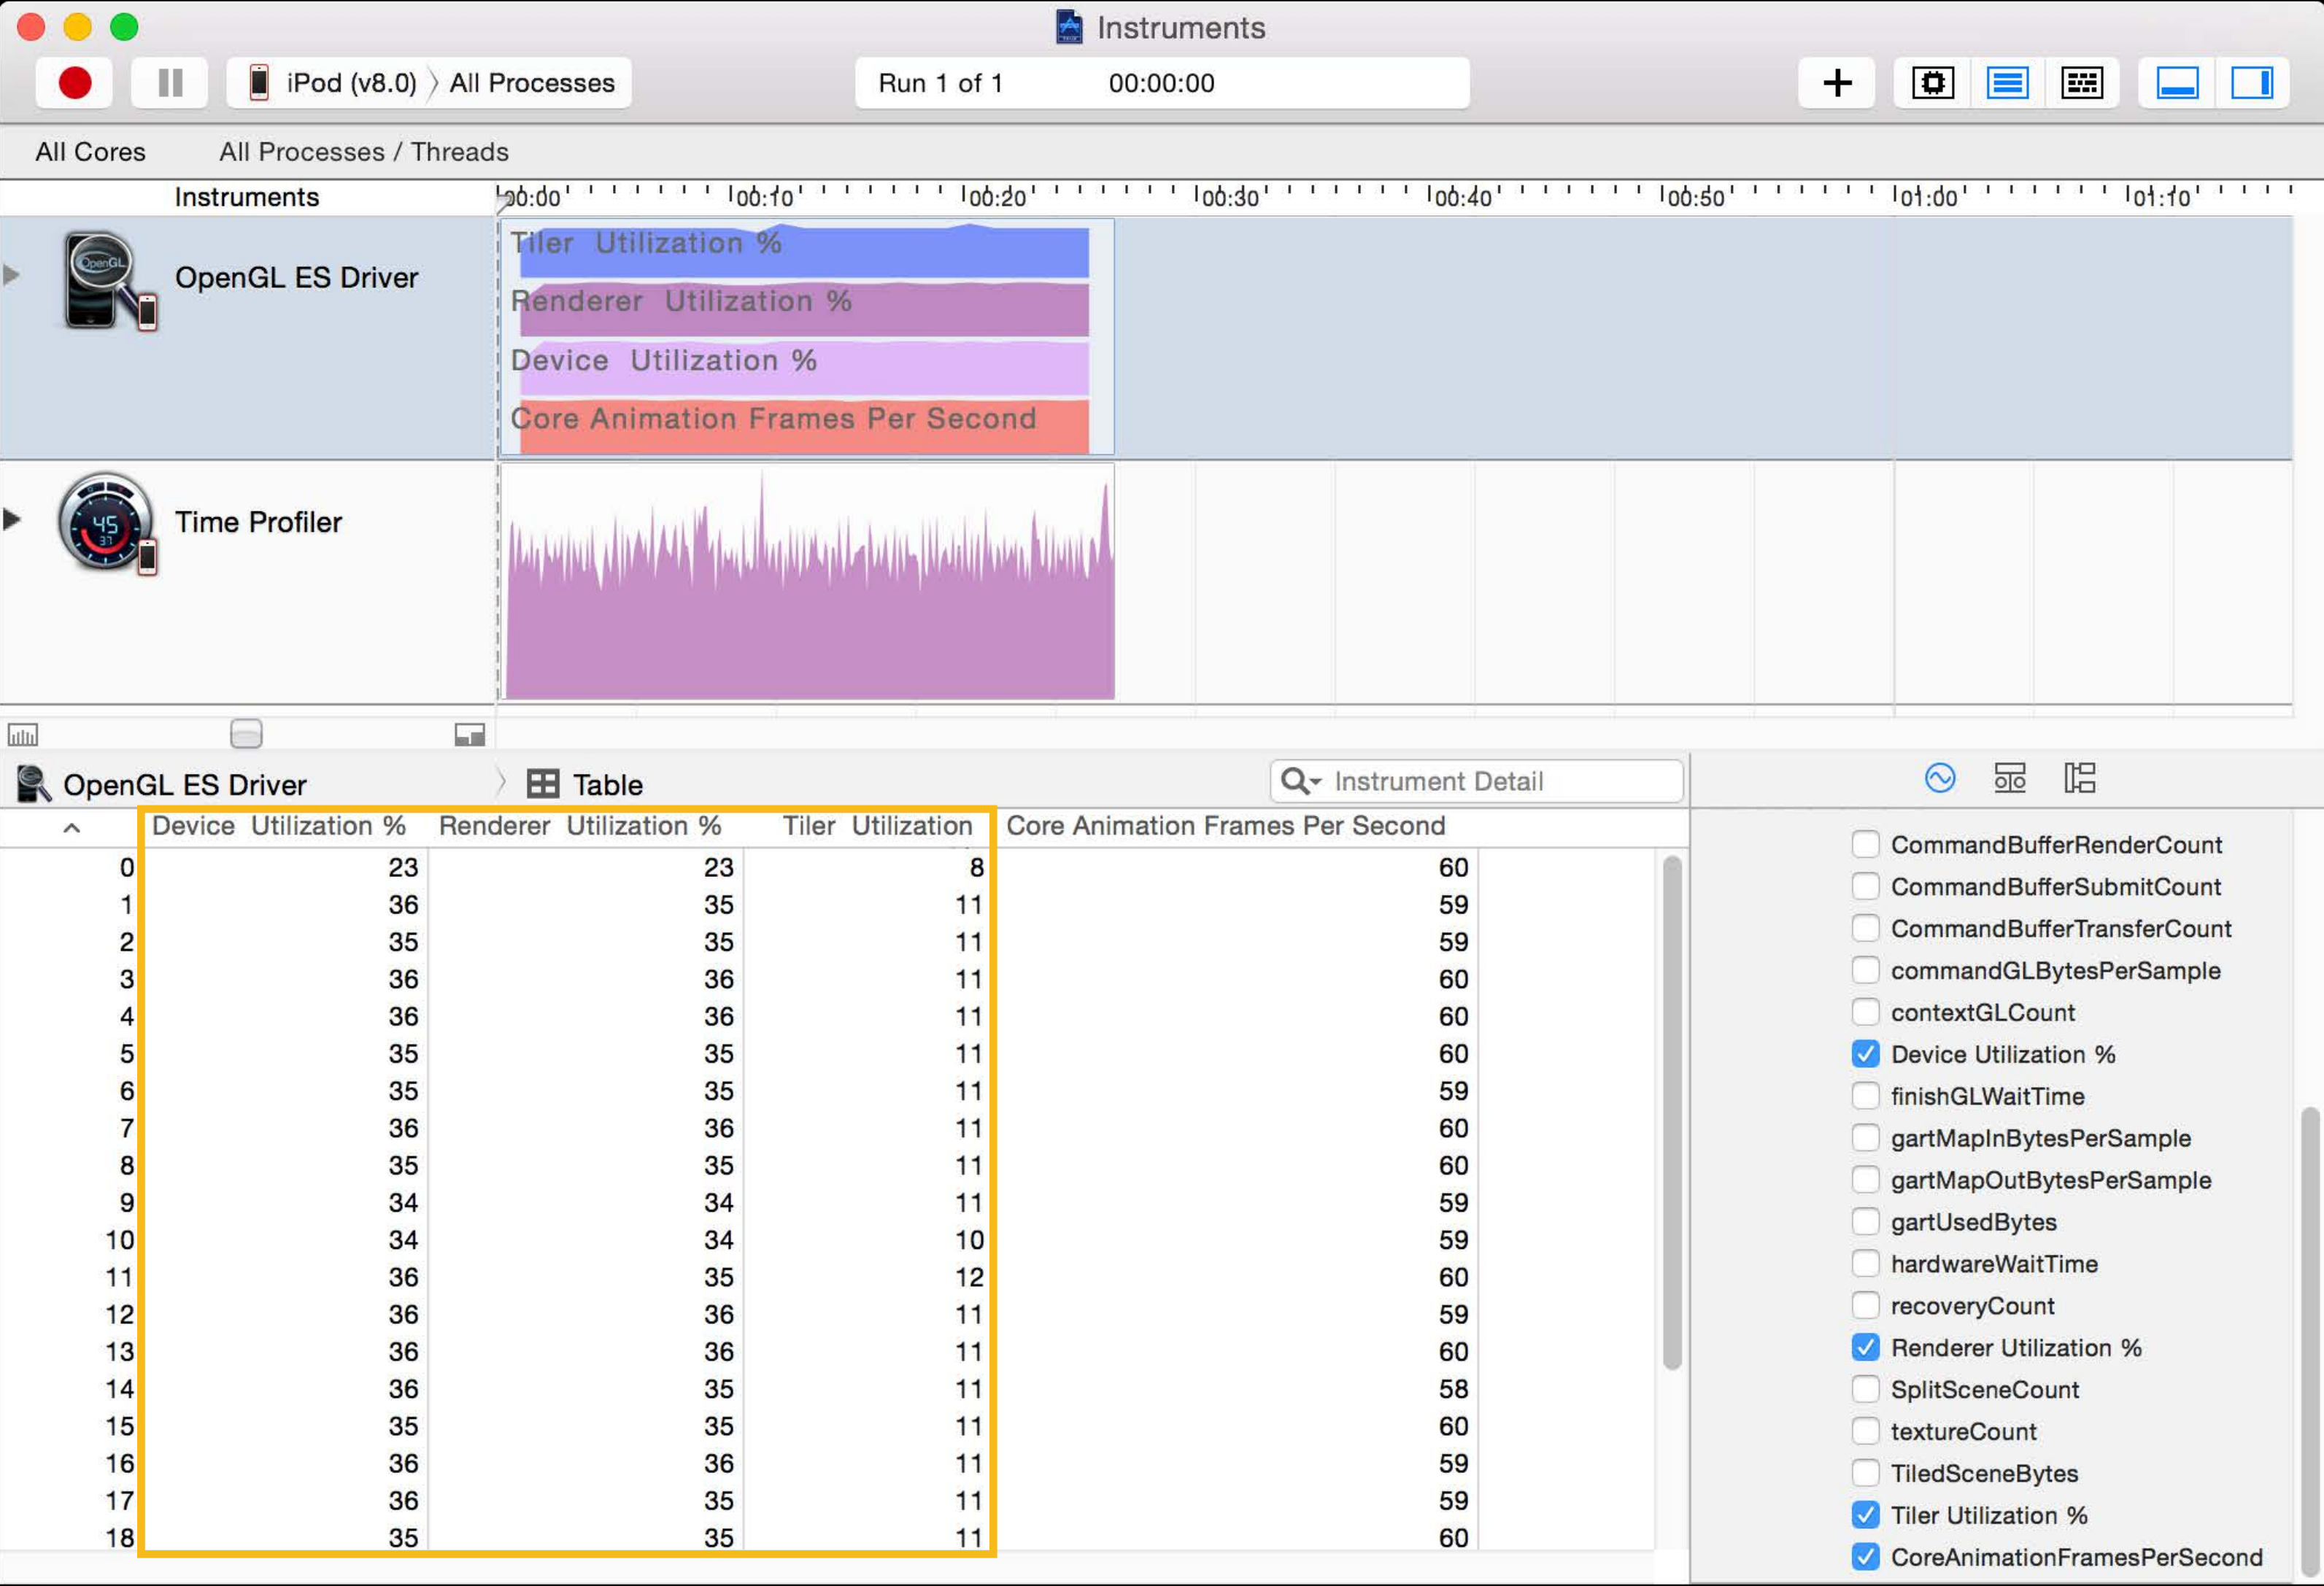 Instruments
iPod (v8.0) 〉 All Processes
Run 1 of 1 00:00:00
All Cores All Processes / Threads
Instruments 00:00 00:10 00:20 00:30 00:40 00:50 01:00 01:10
OpenGL ES Driver
Tiler Utilization %
Renderer Utilization %
Device Utilization %
Core Animation Frames Per Second
Time Profiler
OpenGL ES Driver 〉 Table Instrument Detail
Device Utilization % Renderer Utilization % Tiler Utilization Core Animation Frames Per Second
0 23 23 8 60
1 36 35 11 59
2 35 35 11 59
3 36 36 11 60
4 36 36 11 60
5 35 35 11 60
6 35 35 11 59
7 36 36 11 60
8 35 35 11 60
9 34 34 11 59
10 34 34 10 59
11 36 35 12 60
12 36 36 11 59
13 36 36 11 60
14 36 35 11 58
15 35 35 11 60
16 36 36 11 59
17 36 35 11 59
18 35 35 11 60
CommandBufferRenderCount
CommandBufferSubmitCount
CommandBufferTransferCount
commandGLBytesPerSample
contextGLCount
Device Utilization %
finishGLWaitTime
gartMapInBytesPerSample
gartMapOutBytesPerSample
gartUsedBytes
hardwareWaitTime
recoveryCount
Renderer Utilization %
SplitSceneCount
textureCount
TiledSceneBytes
Tiler Utilization %
CoreAnimationFramesPerSecond